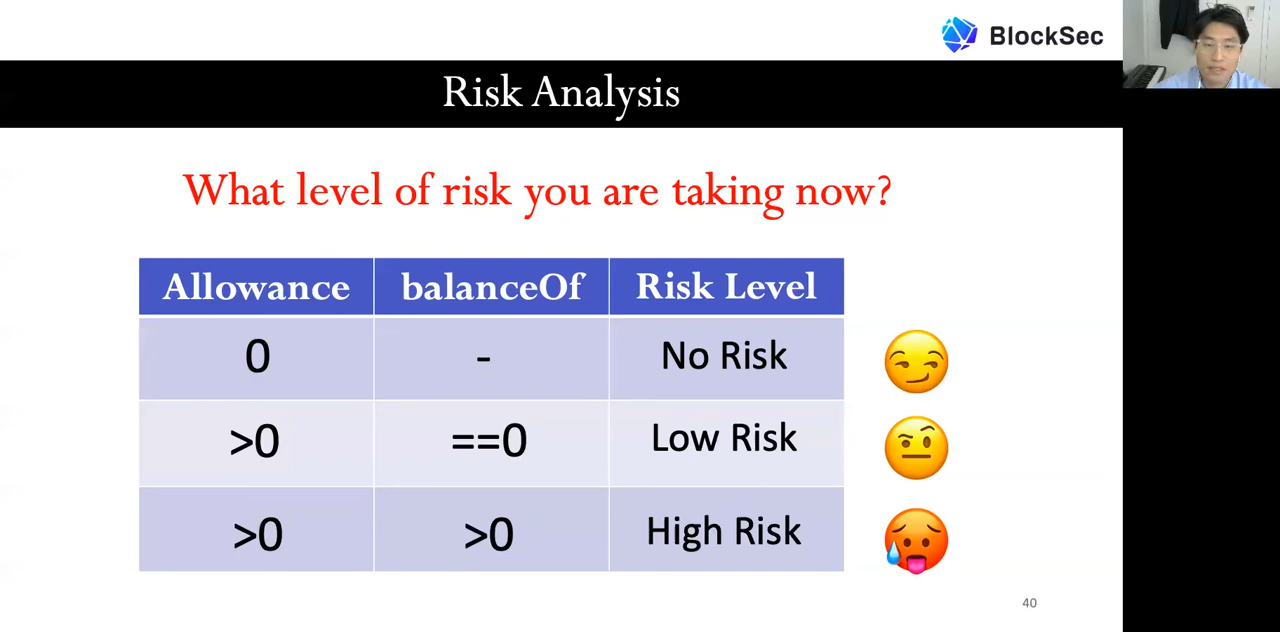 BlockSec
Risk Analysis
What level of risk you are taking now?
Allowance balanceOf Risk Level
0 - No Risk
>0 ==0 Low Risk
>0 >0 High Risk
40